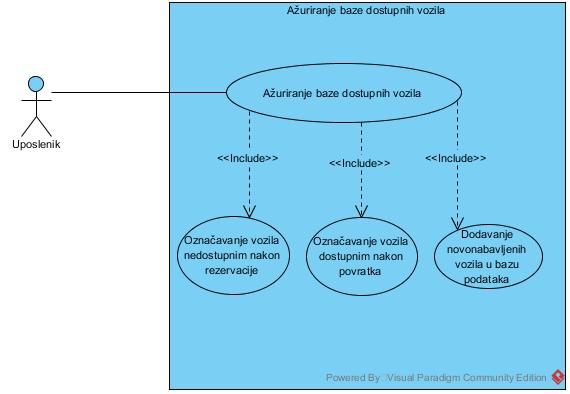 Ažuriranje baze dostupnih vozila
Ažuriranje baze dostupnih vozila
Uposlenik
<<Include>>
<<Include>>
<<Include>>
Označavanje vozila
nedostupnim nakon
rezervacije
Označavanje vozila
dostupnim nakon
povratka
Dodavanje
novonabavljenih
vozila u bazu
podataka
Powered By Visual Paradigm Community Edition